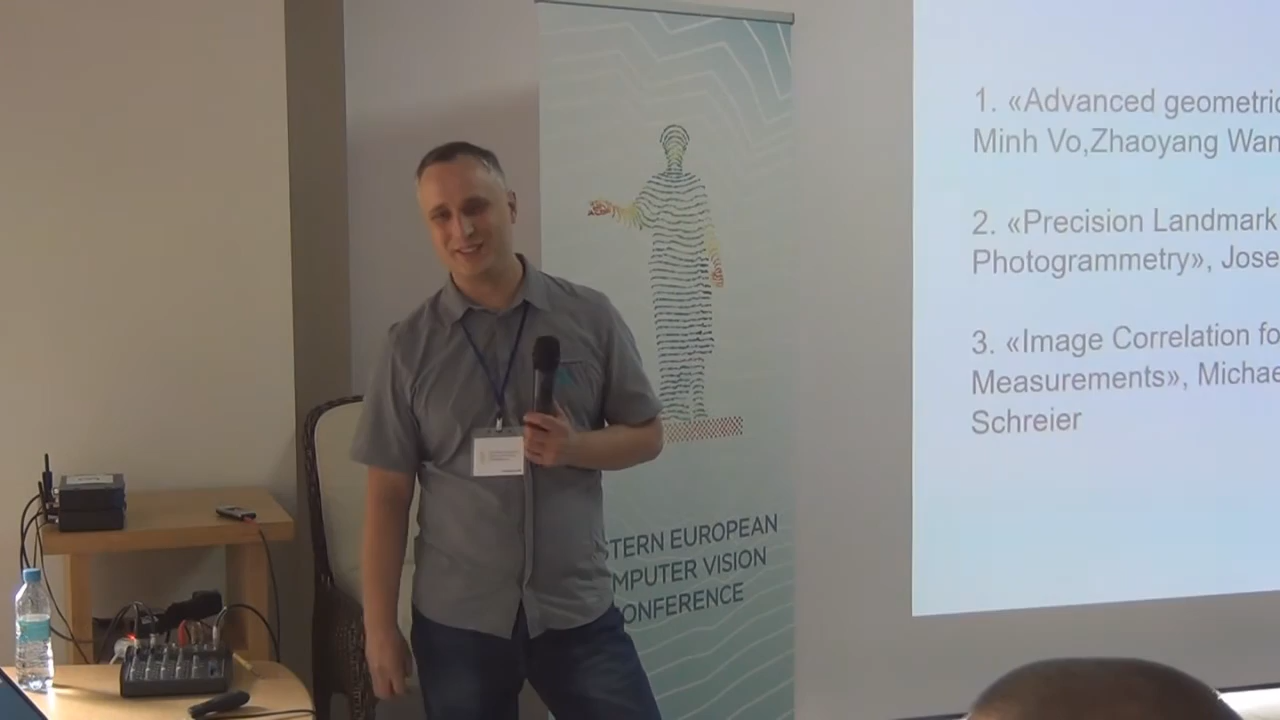 1. «Advanced geometric
Minh Vo,Zhaoyang Wan
2. «Precision Landmark
Photogrammetry», Jose
3. «Image Correlation fo
Measurements», Michae
Schreier
STERN EUROPEAN
MPUTER VISION
CONFERENCE